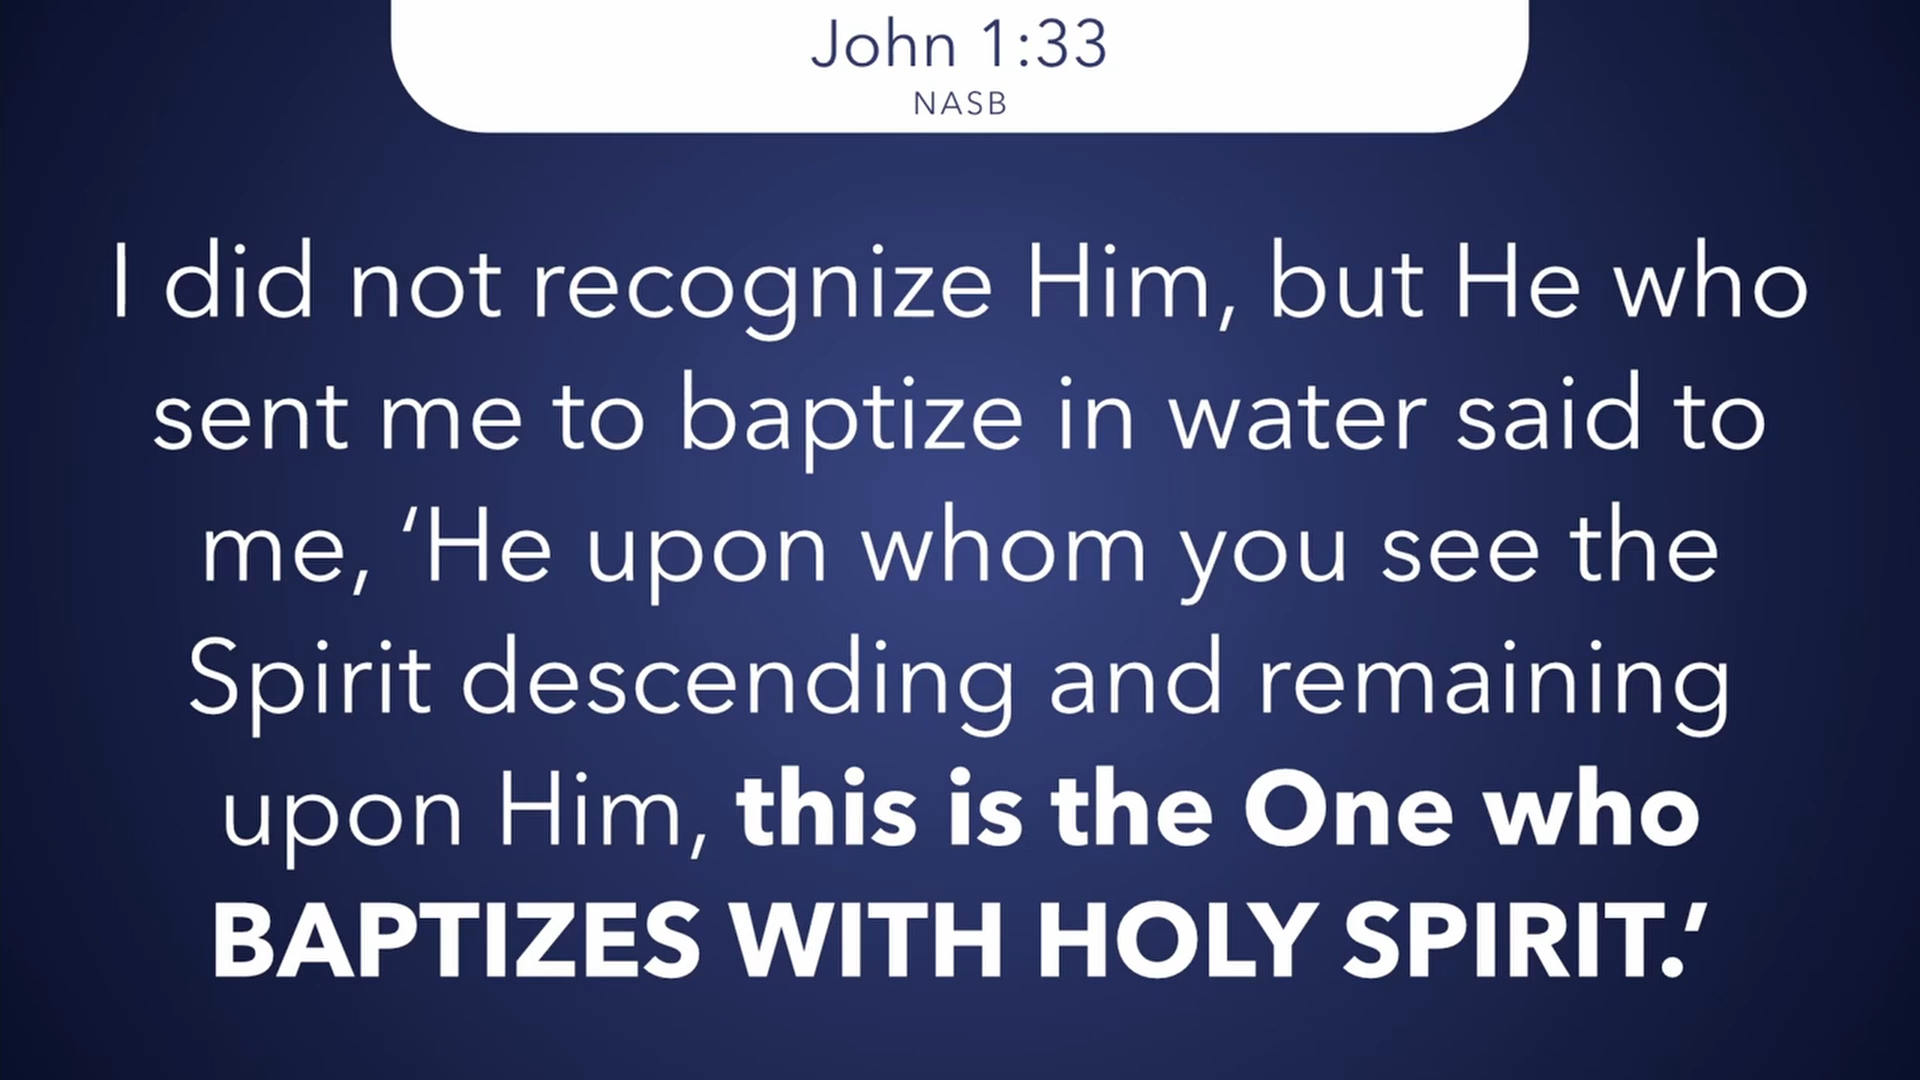 John 1:33
NASB
I did not recognize Him, but He who
sent me to baptize in water said to
me, ‘He upon whom you see the
Spirit descending and remaining
upon Him, this is the One who
BAPTIZES WITH HOLY SPIRIT.’